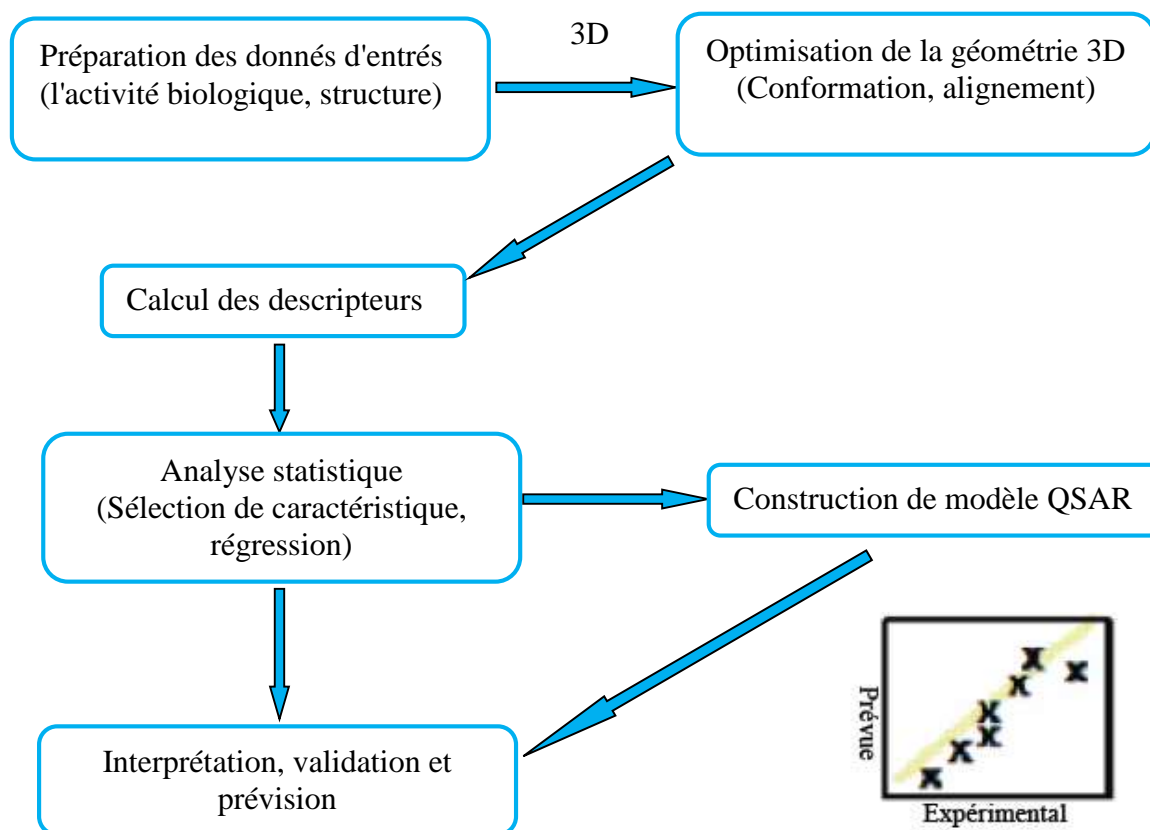 Préparation des donnés d'entrés
(l'activité biologique, structure)
3D
Optimisation de la géométrie 3D
(Conformation, alignement)
Calcul des descripteurs
Analyse statistique
(Sélection de caractéristique,
régression)
Construction de modèle QSAR
Interprétation, validation et
prévision
Prévue
Expérimental